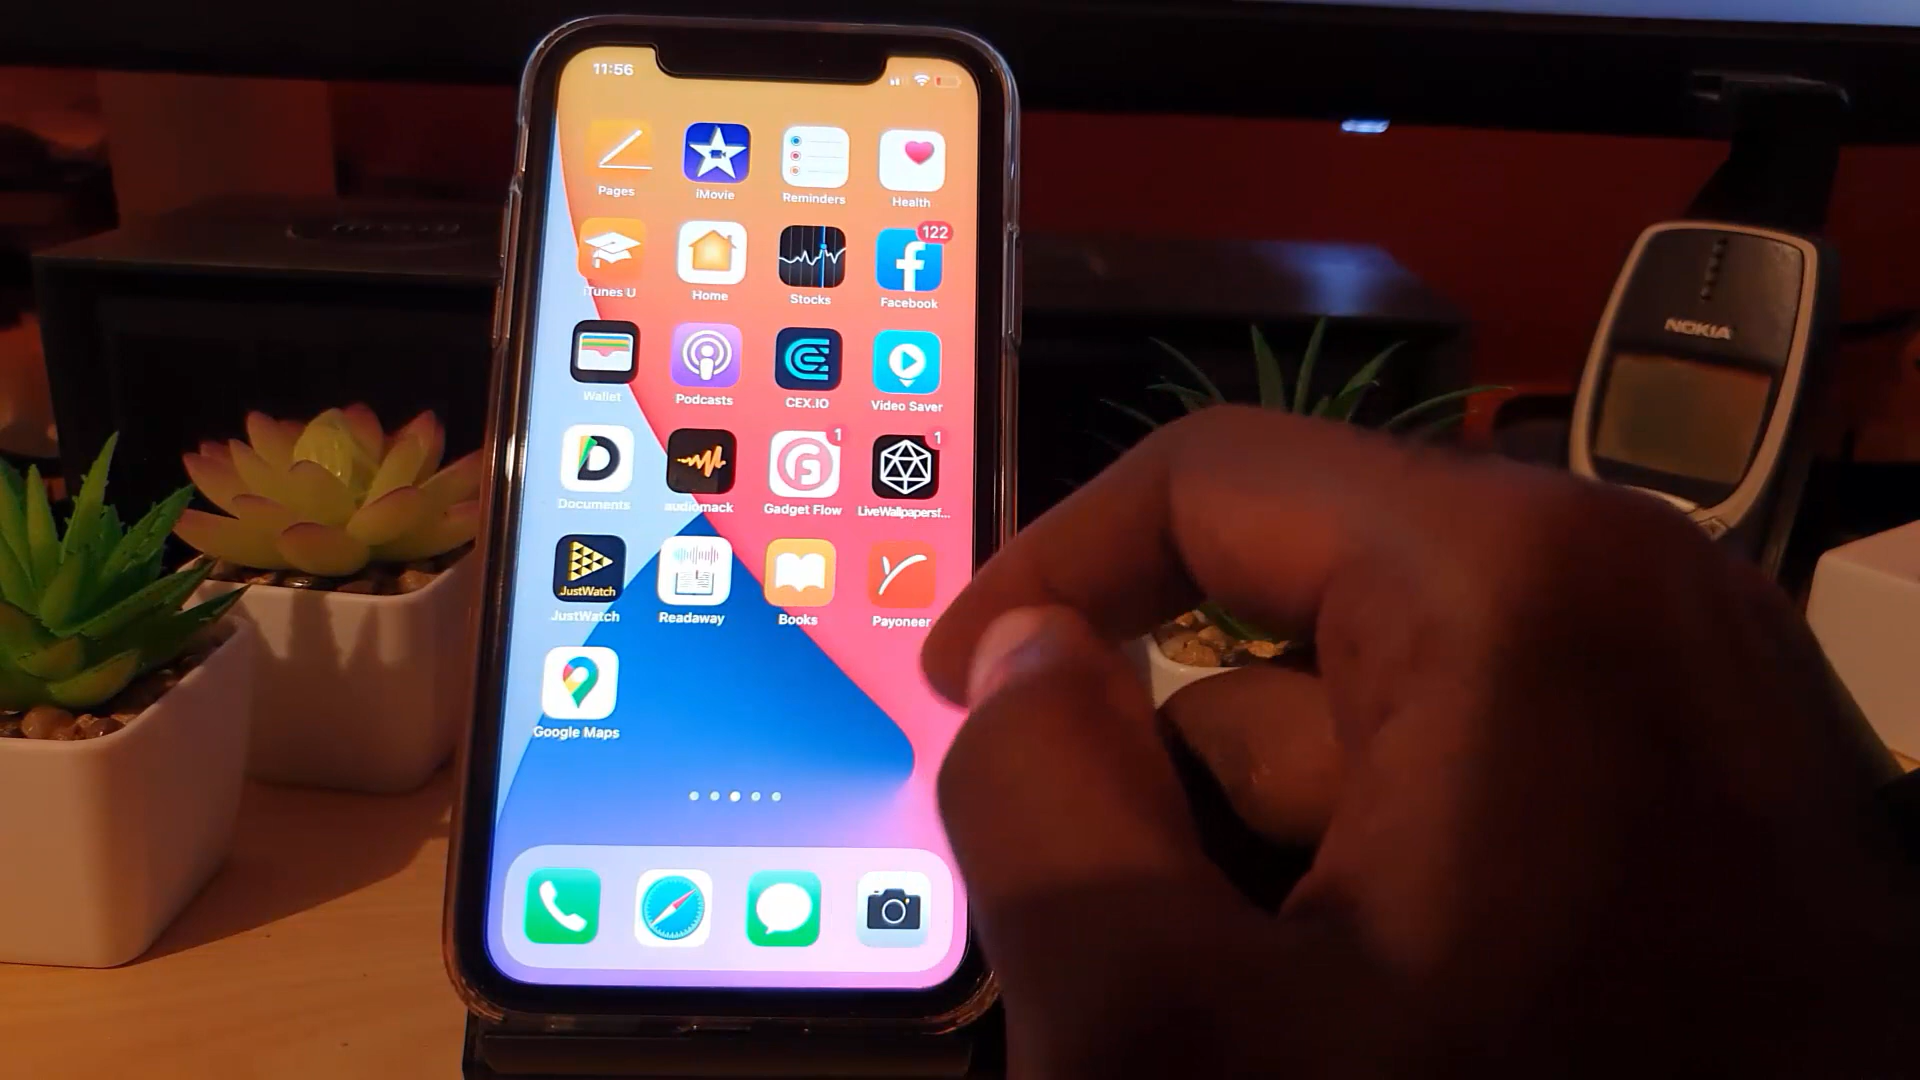 11:56
Pages
iMovie
Reminders
Health
iTunes U
Home
Stocks
122
Facebook
Wallet
Podcasts
CEX.IO
Video Saver
Documents
audiomack
1
Gadget Flow
1
LiveWallpapersf...
JustWatch
JustWatch
Readaway
Books
Payoneer
Google Maps
NOKIA